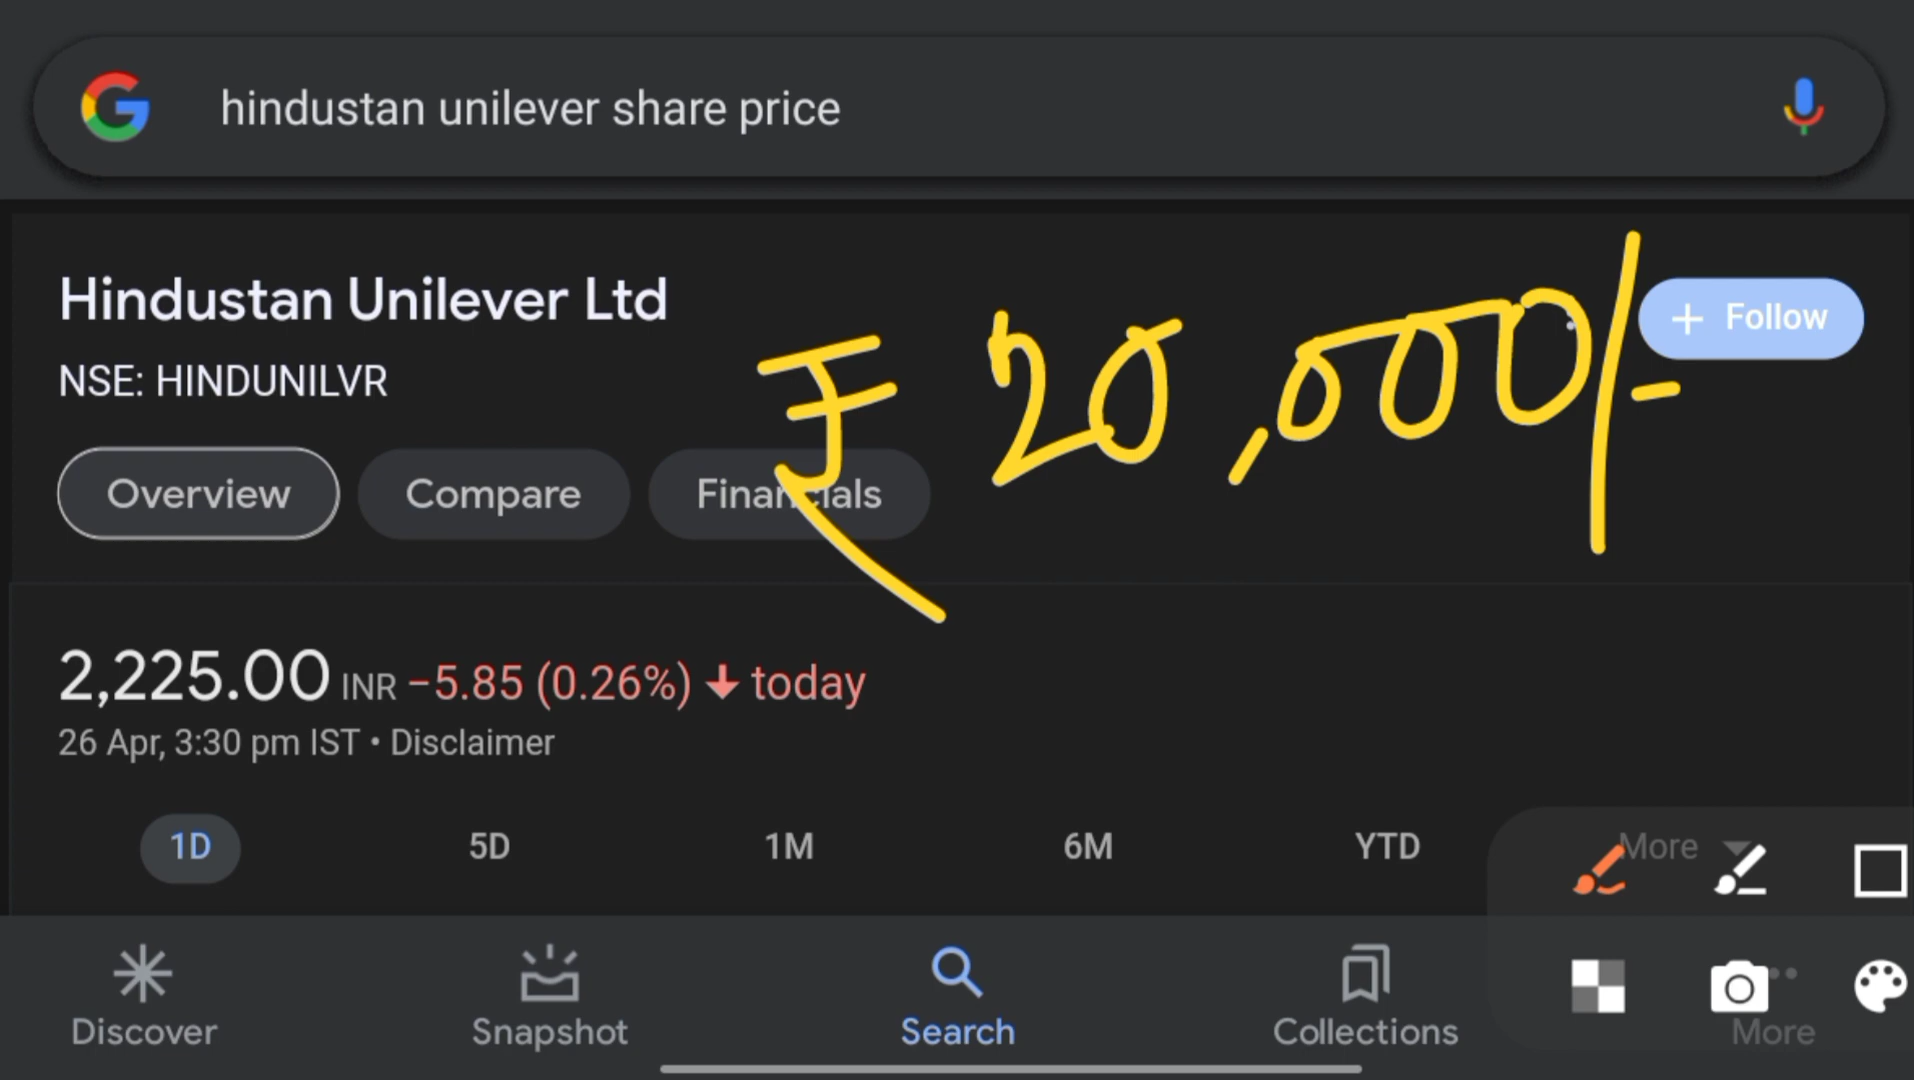 hindustan unilever share price
Hindustan Unilever Ltd
+ Follow
NSE: HINDUNILVR
₹ 20,000/-
Overview Compare Financials
2,225.00 INR −5.85 (0.26%) ↓ today
26 Apr, 3:30 pm IST • Disclaimer
1D 5D 1M 6M YTD More
Discover Snapshot Search Collections More